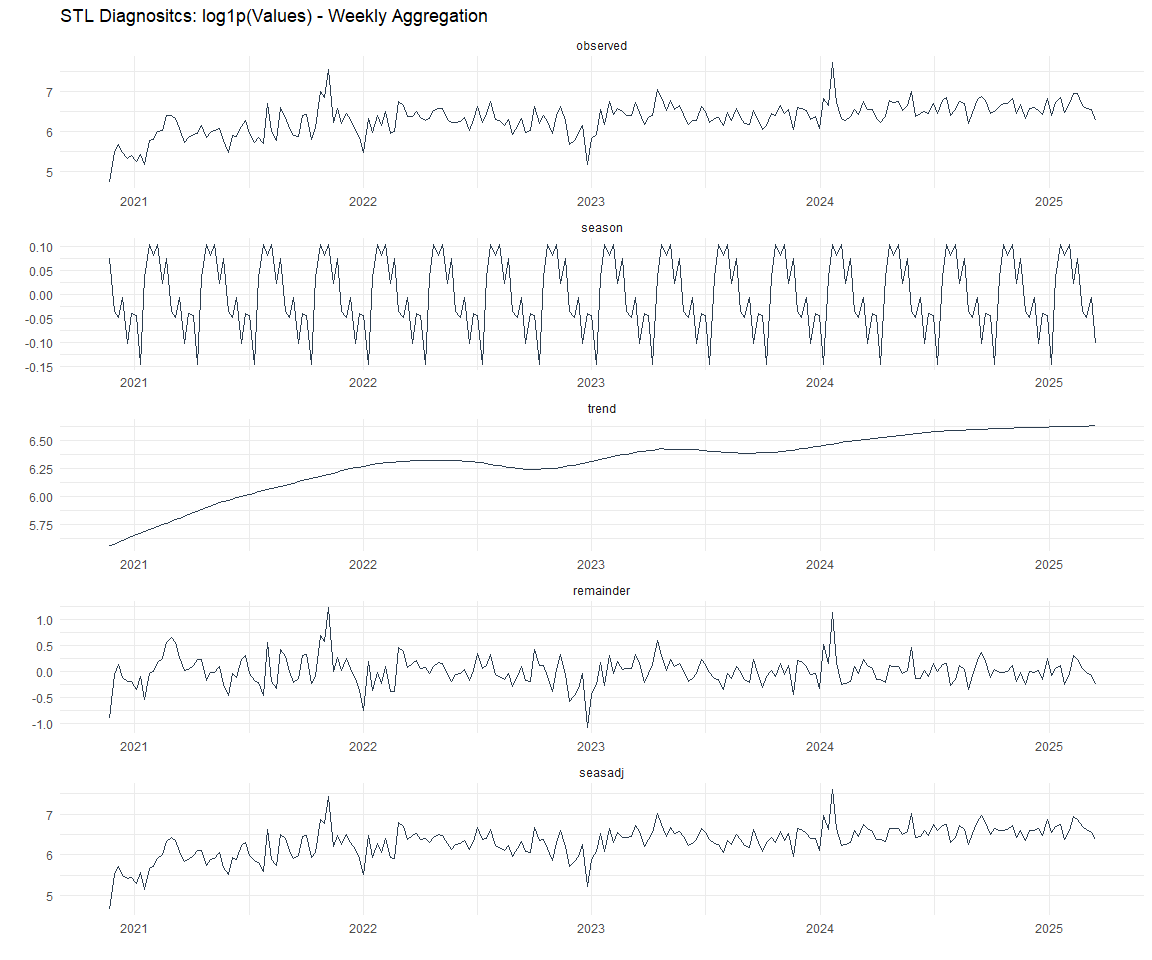 STL Diagnositcs: log1p(Values) - Weekly Aggregation
observed
7
6
5
2021 2022 2023 2024 2025
season
0.10
0.05
0.00
-0.05
-0.10
-0.15
2021 2022 2023 2024 2025
trend
6.50
6.25
6.00
5.75
2021 2022 2023 2024 2025
remainder
1.0
0.5
0.0
-0.5
-1.0
2021 2022 2023 2024 2025
seasadj
7
6
5
2021 2022 2023 2024 2025